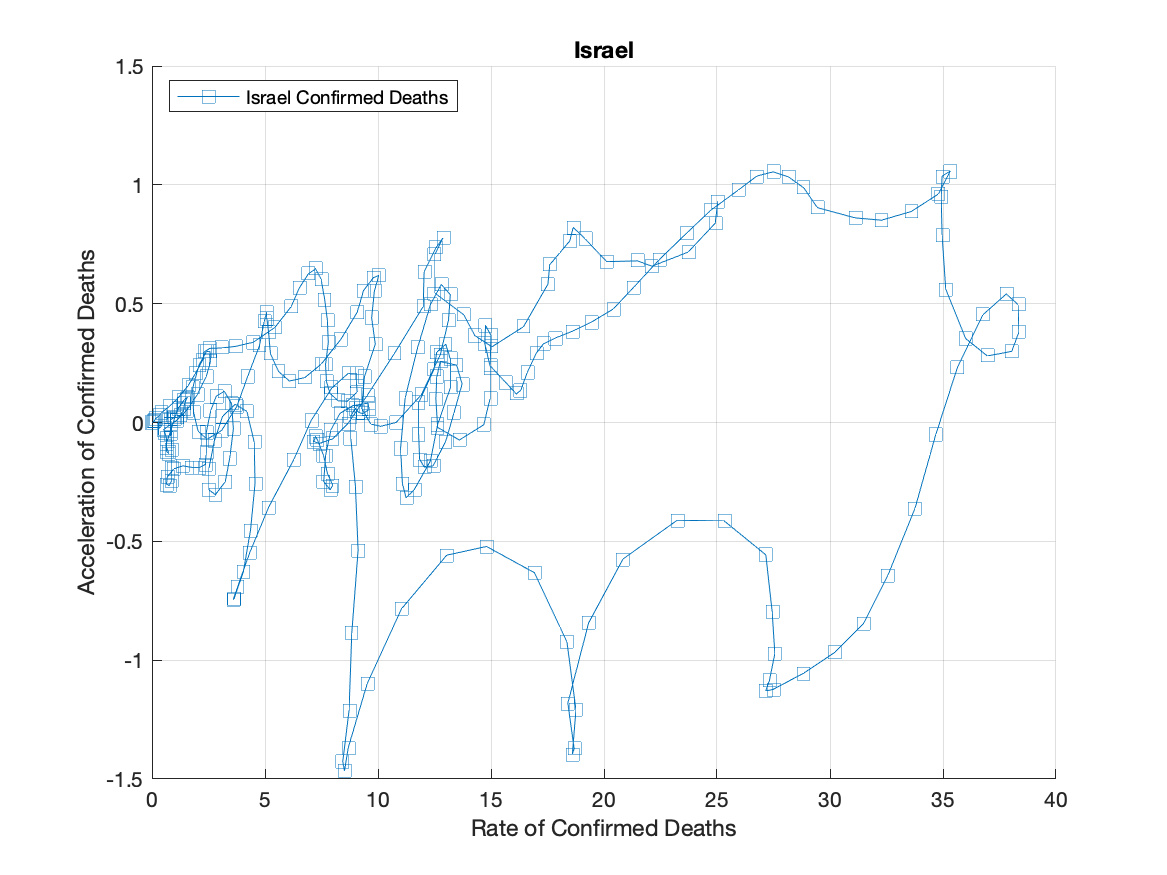 Israel
Israel Confirmed Deaths
Acceleration of Confirmed Deaths
1.5
1
0.5
0
-0.5
-1
-1.5
0 5 10 15 20 25 30 35 40
Rate of Confirmed Deaths